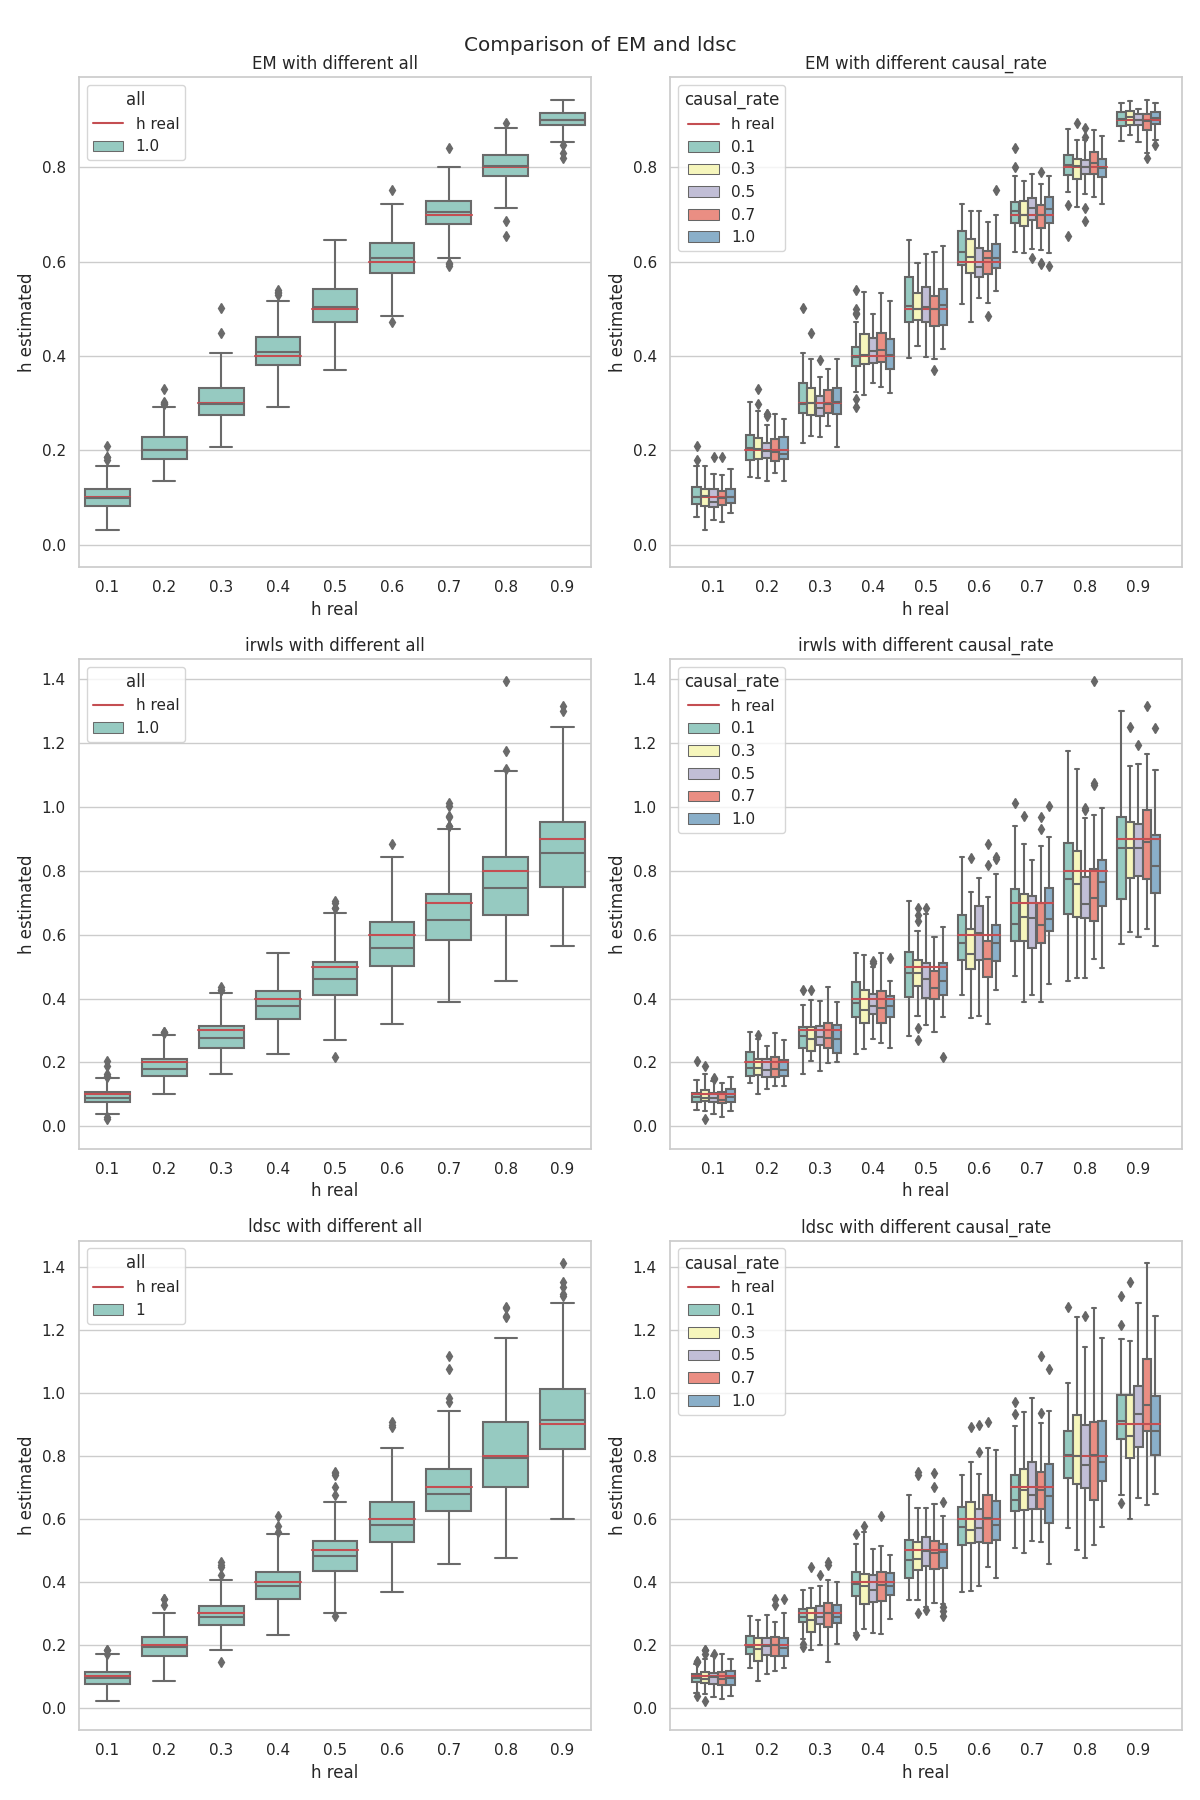 Comparison of EM and ldsc
EM with different all
all
h real
1.0
h estimated
0.8
0.6
0.4
0.2
0.0
0.1 0.2 0.3 0.4 0.5 0.6 0.7 0.8 0.9
h real
EM with different causal_rate
causal_rate
h real
0.1
0.3
0.5
0.7
1.0
h estimated
0.8
0.6
0.4
0.2
0.0
0.1 0.2 0.3 0.4 0.5 0.6 0.7 0.8 0.9
h real
irwls with different all
all
h real
1.0
h estimated
1.4
1.2
1.0
0.8
0.6
0.4
0.2
0.0
0.1 0.2 0.3 0.4 0.5 0.6 0.7 0.8 0.9
h real
irwls with different causal_rate
causal_rate
h real
0.1
0.3
0.5
0.7
1.0
h estimated
1.4
1.2
1.0
0.8
0.6
0.4
0.2
0.0
0.1 0.2 0.3 0.4 0.5 0.6 0.7 0.8 0.9
h real
ldsc with different all
all
h real
1
h estimated
1.4
1.2
1.0
0.8
0.6
0.4
0.2
0.0
0.1 0.2 0.3 0.4 0.5 0.6 0.7 0.8 0.9
h real
ldsc with different causal_rate
causal_rate
h real
0.1
0.3
0.5
0.7
1.0
h estimated
1.4
1.2
1.0
0.8
0.6
0.4
0.2
0.0
0.1 0.2 0.3 0.4 0.5 0.6 0.7 0.8 0.9
h real